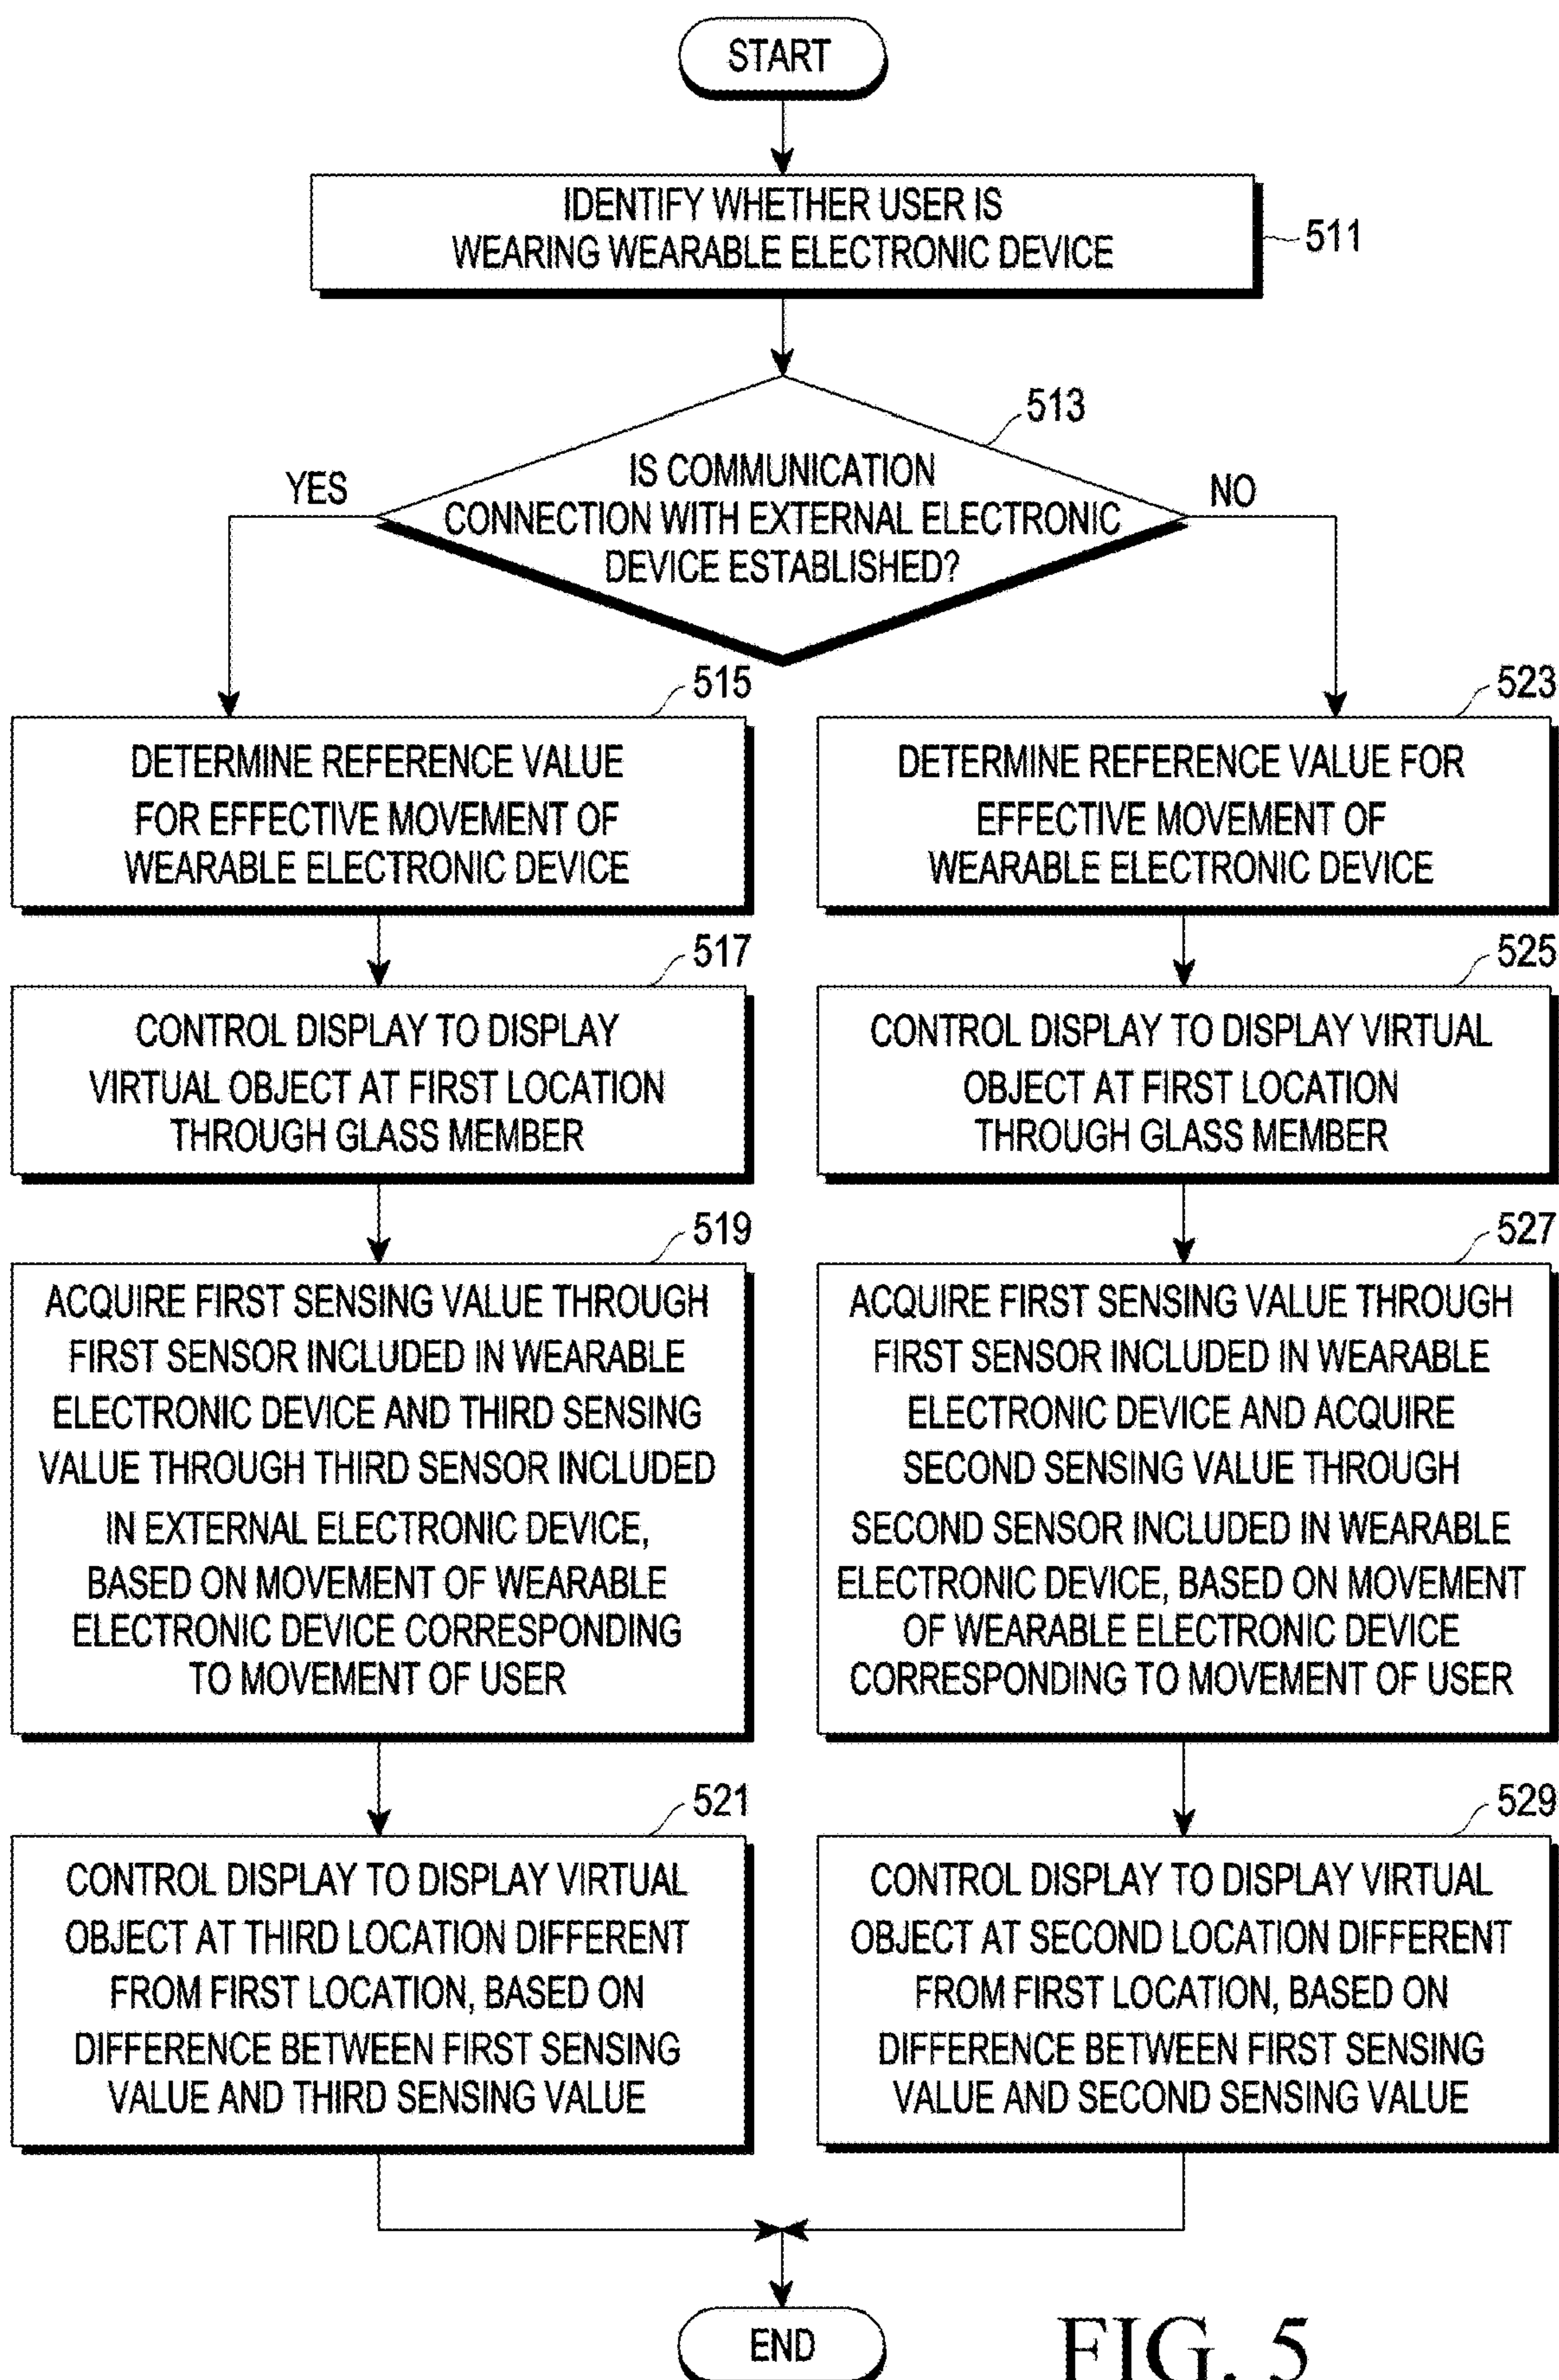 START
IDENTIFY WHETHER USER IS
WEARING WEARABLE ELECTRONIC DEVICE
511
513
IS COMMUNICATION
CONNECTION WITH EXTERNAL ELECTRONIC
DEVICE ESTABLISHED?
YES
NO
515
DETERMINE REFERENCE VALUE
FOR EFFECTIVE MOVEMENT OF
WEARABLE ELECTRONIC DEVICE
517
CONTROL DISPLAY TO DISPLAY
VIRTUAL OBJECT AT FIRST LOCATION
THROUGH GLASS MEMBER
519
ACQUIRE FIRST SENSING VALUE THROUGH
FIRST SENSOR INCLUDED IN WEARABLE
ELECTRONIC DEVICE AND THIRD SENSING
VALUE THROUGH THIRD SENSOR INCLUDED
IN EXTERNAL ELECTRONIC DEVICE,
BASED ON MOVEMENT OF WEARABLE
ELECTRONIC DEVICE CORRESPONDING
TO MOVEMENT OF USER
521
CONTROL DISPLAY TO DISPLAY VIRTUAL
OBJECT AT THIRD LOCATION DIFFERENT
FROM FIRST LOCATION, BASED ON
DIFFERENCE BETWEEN FIRST SENSING
VALUE AND THIRD SENSING VALUE
523
DETERMINE REFERENCE VALUE FOR
EFFECTIVE MOVEMENT OF
WEARABLE ELECTRONIC DEVICE
525
CONTROL DISPLAY TO DISPLAY VIRTUAL
OBJECT AT FIRST LOCATION
THROUGH GLASS MEMBER
527
ACQUIRE FIRST SENSING VALUE THROUGH
FIRST SENSOR INCLUDED IN WEARABLE
ELECTRONIC DEVICE AND ACQUIRE
SECOND SENSING VALUE THROUGH
SECOND SENSOR INCLUDED IN WEARABLE
ELECTRONIC DEVICE, BASED ON MOVEMENT
OF WEARABLE ELECTRONIC DEVICE
CORRESPONDING TO MOVEMENT OF USER
529
CONTROL DISPLAY TO DISPLAY VIRTUAL
OBJECT AT SECOND LOCATION DIFFERENT
FROM FIRST LOCATION, BASED ON
DIFFERENCE BETWEEN FIRST SENSING
VALUE AND SECOND SENSING VALUE
END
FIG. 5